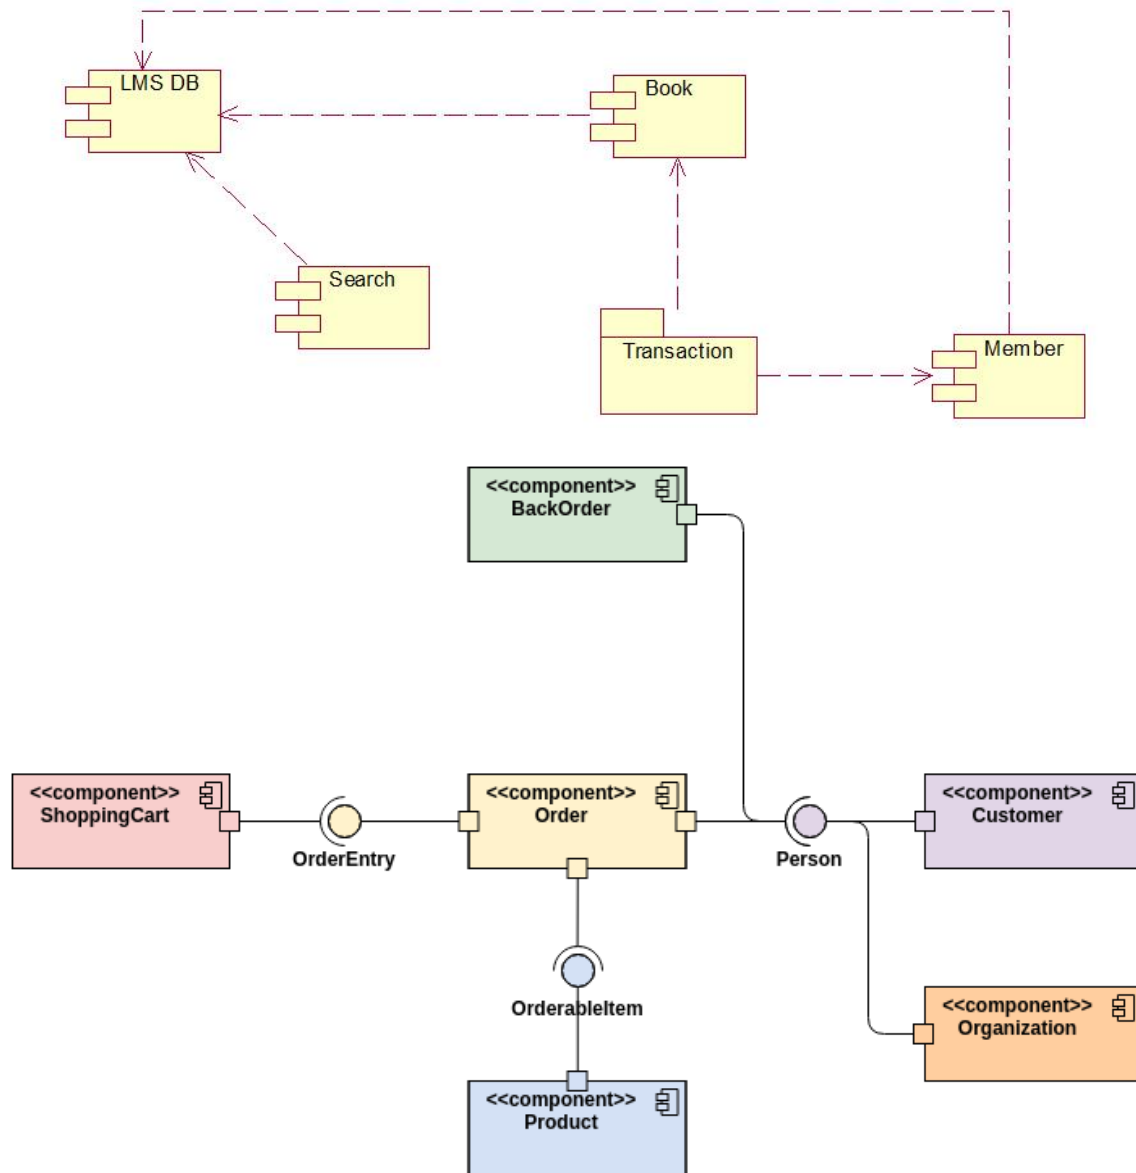 LMS DB
Book
Search
Transaction
Member
<<component>>
BackOrder
<<component>>
ShoppingCart
OrderEntry
<<component>>
Order
Person
<<component>>
Customer
OrderableItem
<<component>>
Organization
<<component>>
Product